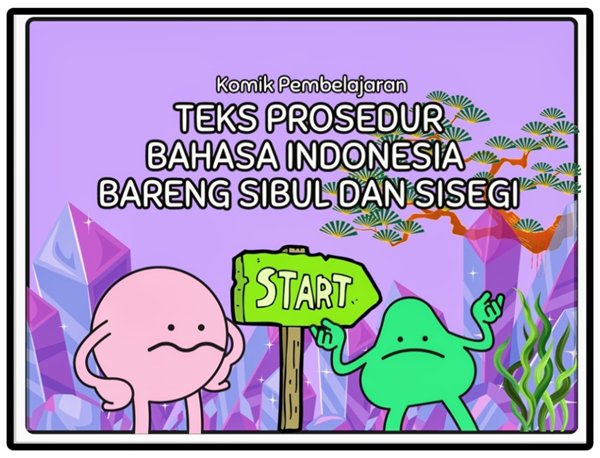 Komik Pembelajaran
TEKS PROSEDUR
BAHASA INDONESIA
BARENG SIBUL DAN SISEGI
START